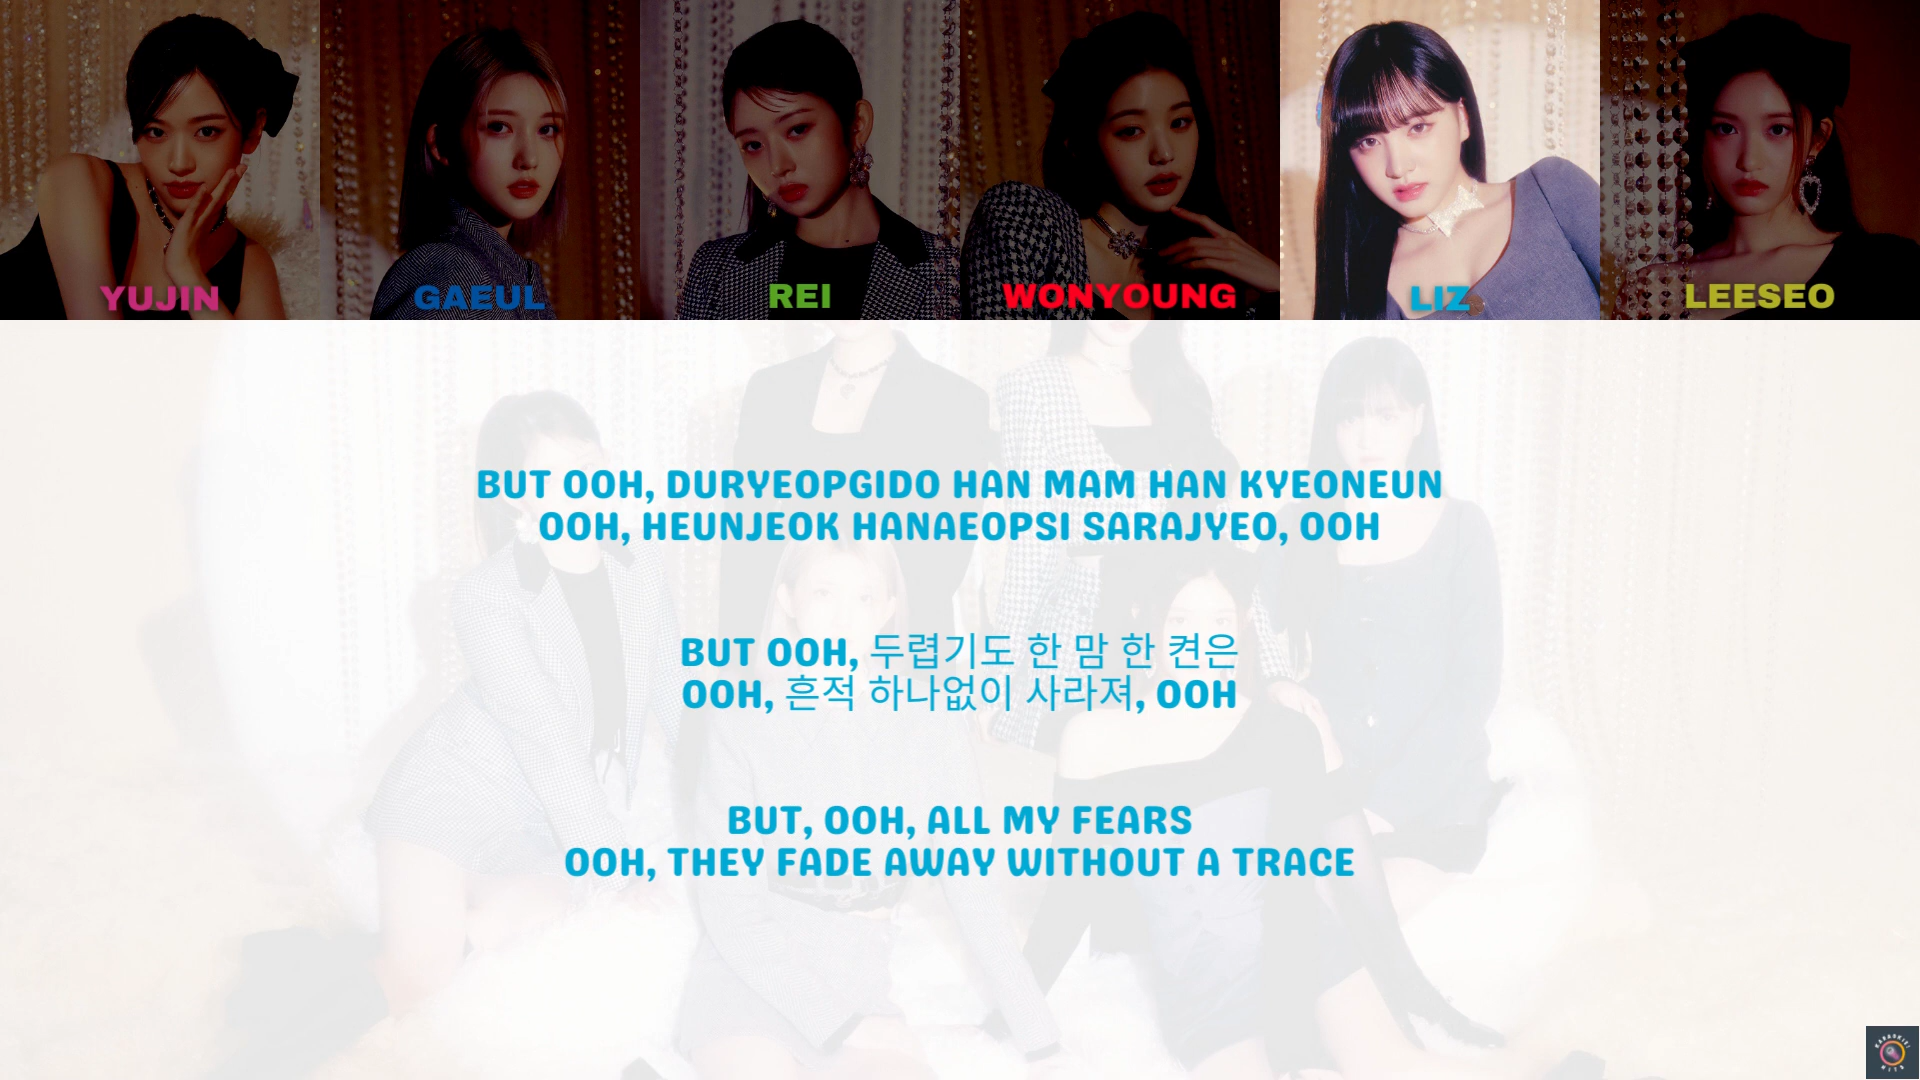 YUJIN
GAEUL
REI
WONYOUNG
LIZ
LEESEO
BUT OOH, DURYEOPGIDO HAN MAM HAN KYEONEUN
OOH, HEUNJEOK HANAEOPSI SARAJYEO, OOH
BUT OOH, 두렵기도 한 맘 한 켠은
OOH, 흔적 하나없이 사라져, OOH
BUT, OOH, ALL MY FEARS
OOH, THEY FADE AWAY WITHOUT A TRACE